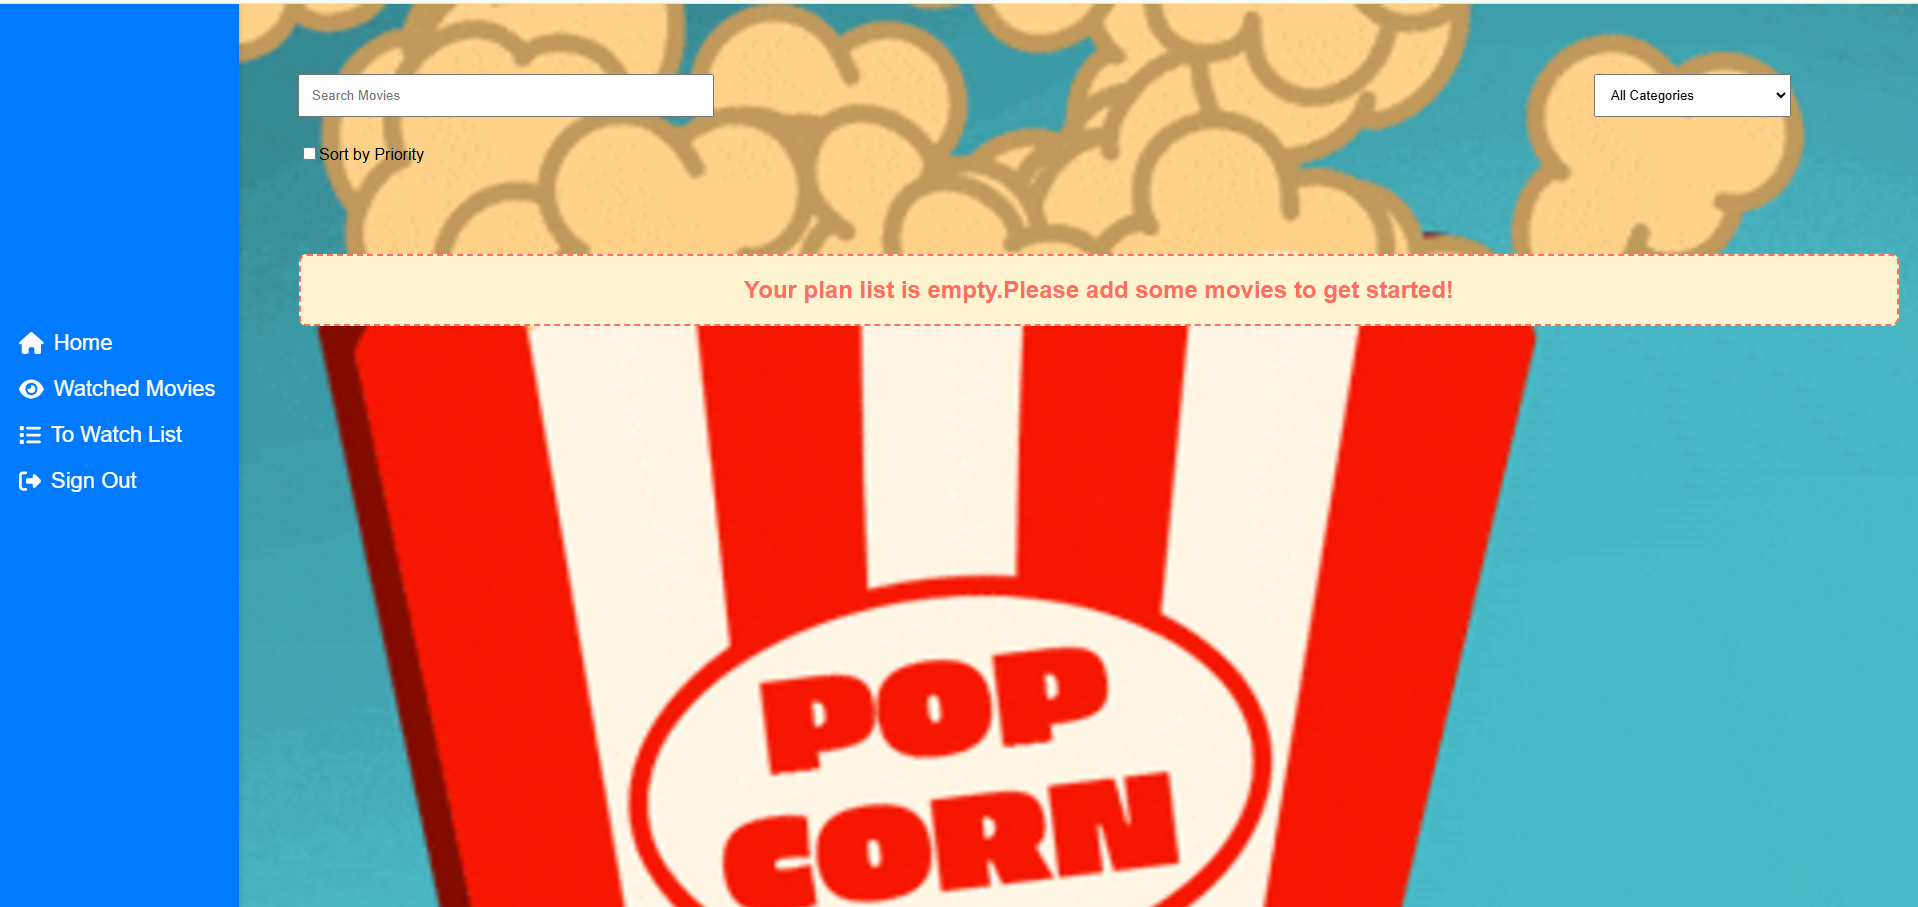 Search Movies
All Categories
Sort by Priority
Your plan list is empty.Please add some movies to get started!
Home
Watched Movies
To Watch List
Sign Out
POP
CORN